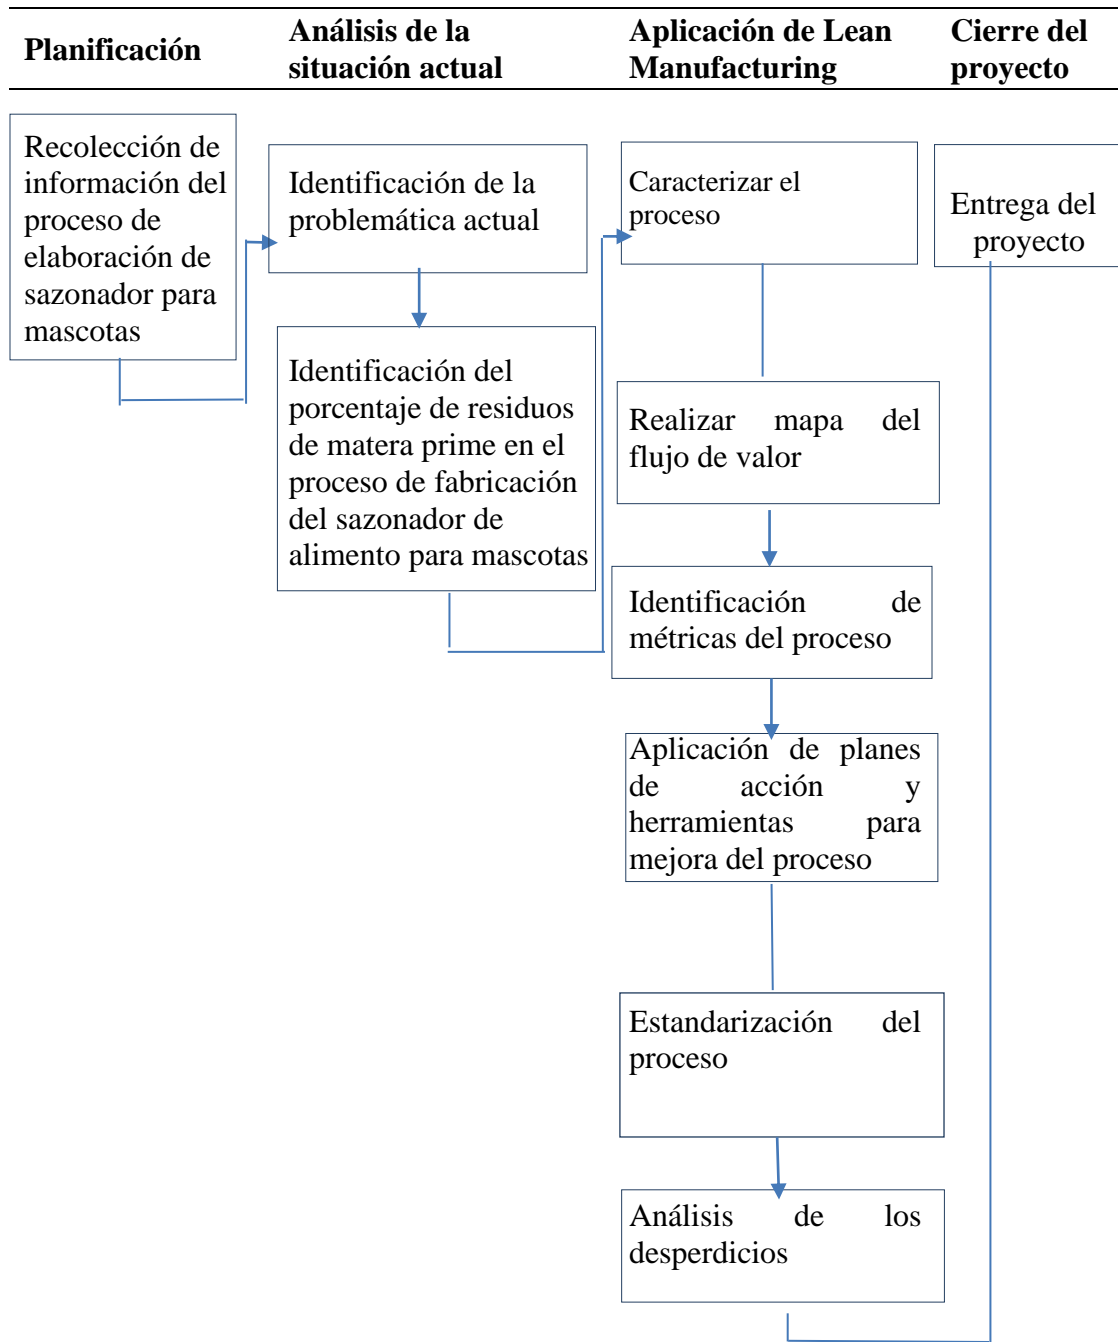 Planificación
Análisis de la
situación actual
Aplicación de Lean
Manufacturing
Cierre del
proyecto
Recolección de
información del
proceso de
elaboración de
sazonador para
mascotas
Identificación de la
problemática actual
Identificación del
porcentaje de residuos
de matera prime en el
proceso de fabricación
del sazonador de
alimento para mascotas
Caracterizar el
proceso
Realizar mapa del
flujo de valor
Identificación de
métricas del proceso
Aplicación de planes
de acción y
herramientas para
mejora del proceso
Estandarización del
proceso
Análisis de los
desperdicios
Entrega del
proyecto